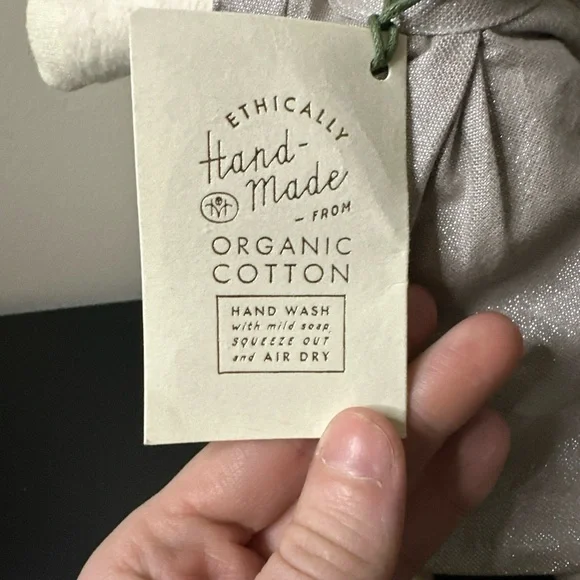 ETHICALLY
Hand-
Made
– FROM
ORGANIC
COTTON
HAND WASH
with mild soap,
SQUEEZE OUT
and AIR DRY